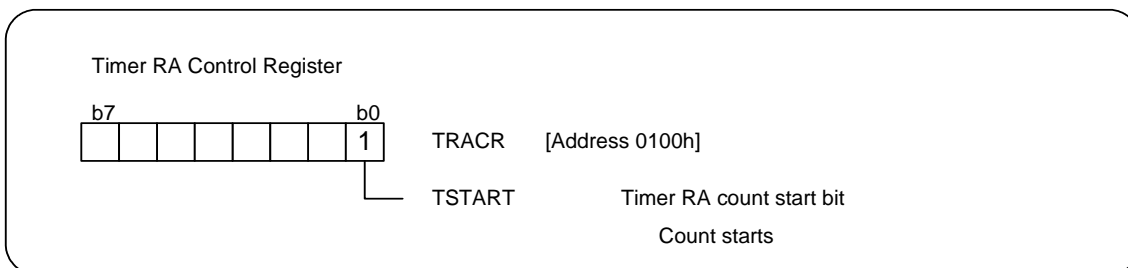 Timer RA Control Register
b7 b0
1 TRACR [Address 0100h]
TSTART Timer RA count start bit
Count starts